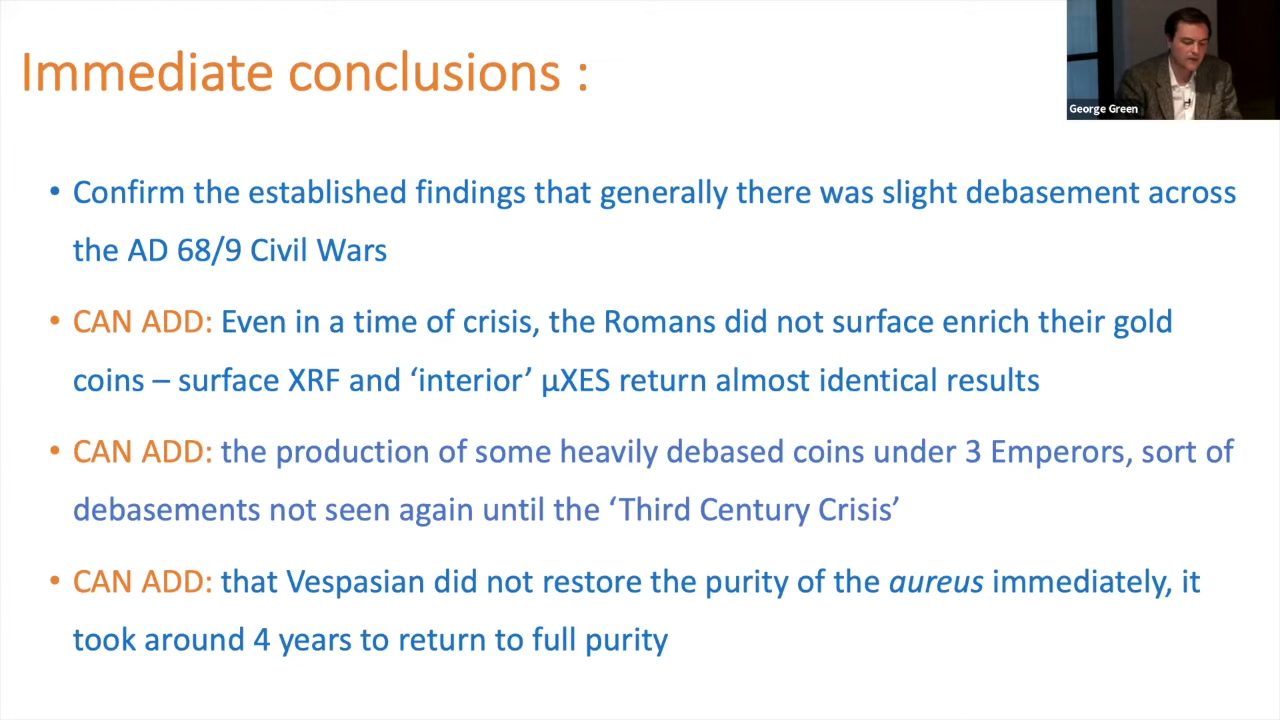 Immediate conclusions :
George Green
• Confirm the established findings that generally there was slight debasement across
the AD 68/9 Civil Wars
• CAN ADD: Even in a time of crisis, the Romans did not surface enrich their gold
coins – surface XRF and ‘interior’ μXES return almost identical results
• CAN ADD: the production of some heavily debased coins under 3 Emperors, sort of
debasements not seen again until the ‘Third Century Crisis’
• CAN ADD: that Vespasian did not restore the purity of the aureus immediately, it
took around 4 years to return to full purity